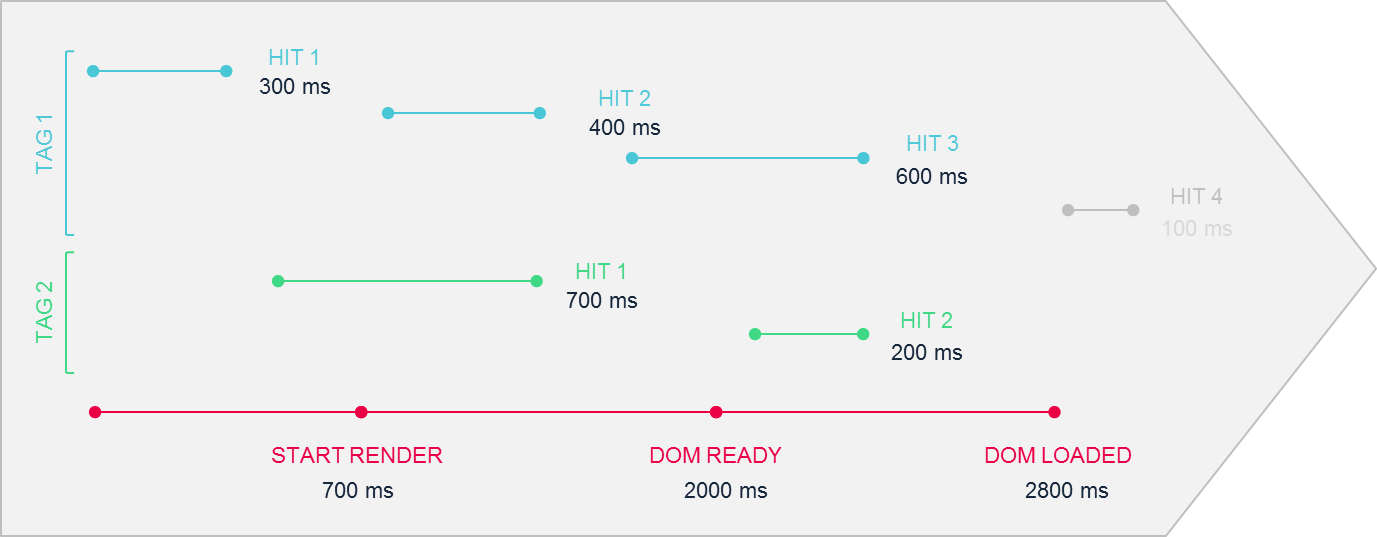 TAG 1
HIT 1
300 ms
HIT 2
400 ms
HIT 3
600 ms
HIT 4
100 ms
TAG 2
HIT 1
700 ms
HIT 2
200 ms
START RENDER
700 ms
DOM READY
2000 ms
DOM LOADED
2800 ms